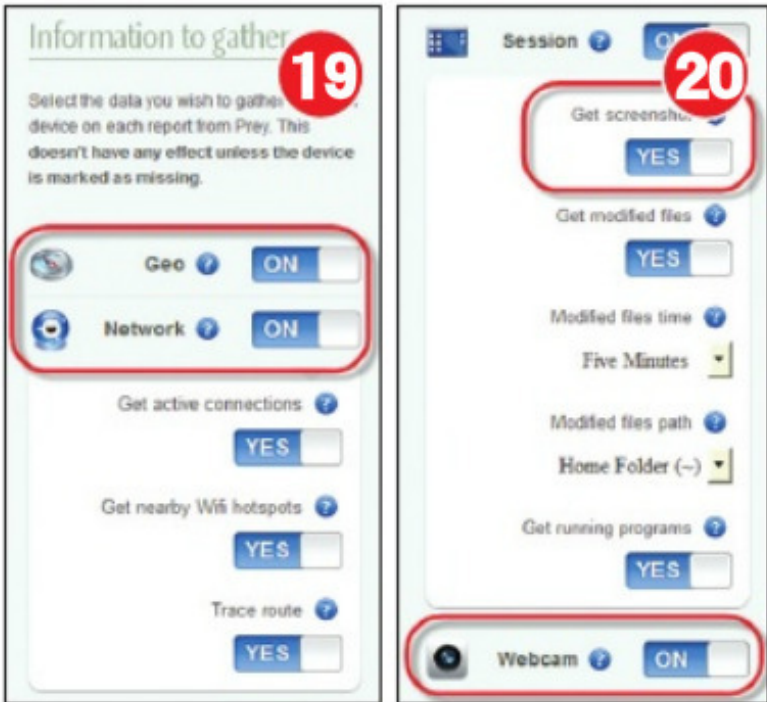 Information to gather
19
Select the data you wish to gather
device on each report from Prey. This
doesn't have any effect unless the device
is marked as missing.
Geo ? ON
Network ? ON
Get active connections ?
YES
Get nearby Wifi hotspots ?
YES
Trace route ?
YES
20
Session ? ON
Get screenshot
YES
Get modified files ?
YES
Modified files time ?
Five Minutes
Modified files path ?
Home Folder (~)
Get running programs ?
YES
Webcam ? ON